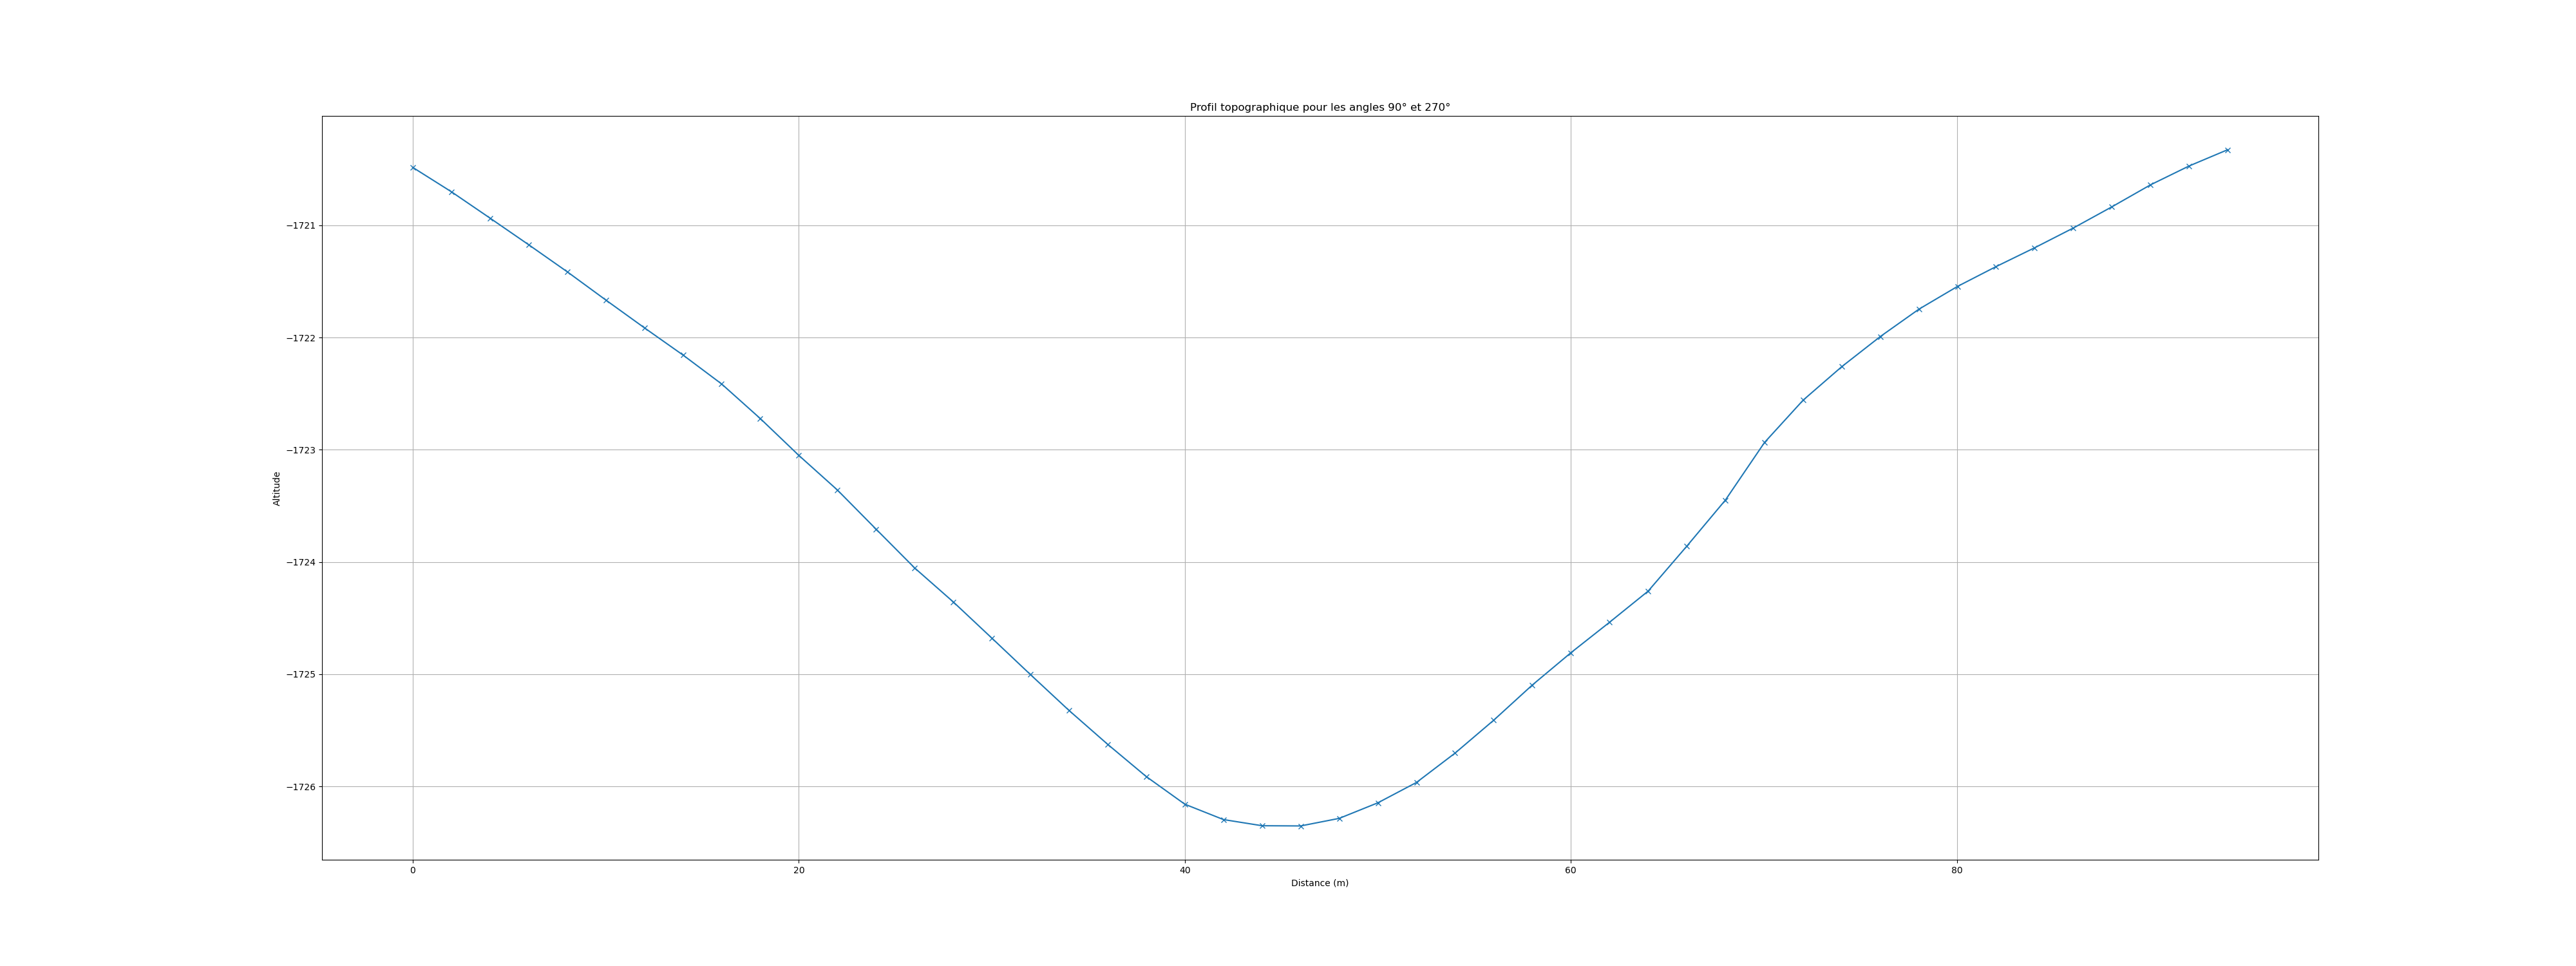 Profil topographique pour les angles 90° et 270°
−1721
−1722
−1723
−1724
−1725
−1726
Altitude
0 20 40 60 80
Distance (m)